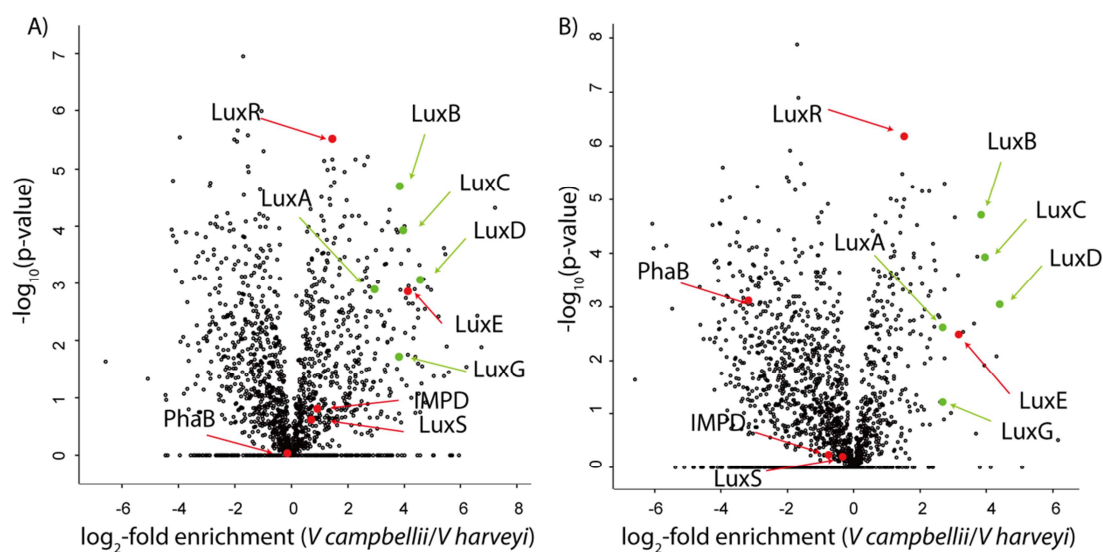 A)
-log10(p-value)
7
6
5
4
3
2
1
0
LuxR
LuxB
LuxA
LuxC
LuxD
LuxE
LuxG
IMPD
PhaB
LuxS
-6 -4 -2 0 2 4 6 8
log2-fold enrichment (V campbellii/V harveyi)
B)
-log10(p-value)
8
7
6
5
4
3
2
1
0
LuxR
LuxB
LuxC
LuxA
LuxD
PhaB
LuxE
IMPD
LuxG
LuxS
-6 -4 -2 0 2 4 6
log2-fold enrichment (V campbellii/V harveyi)